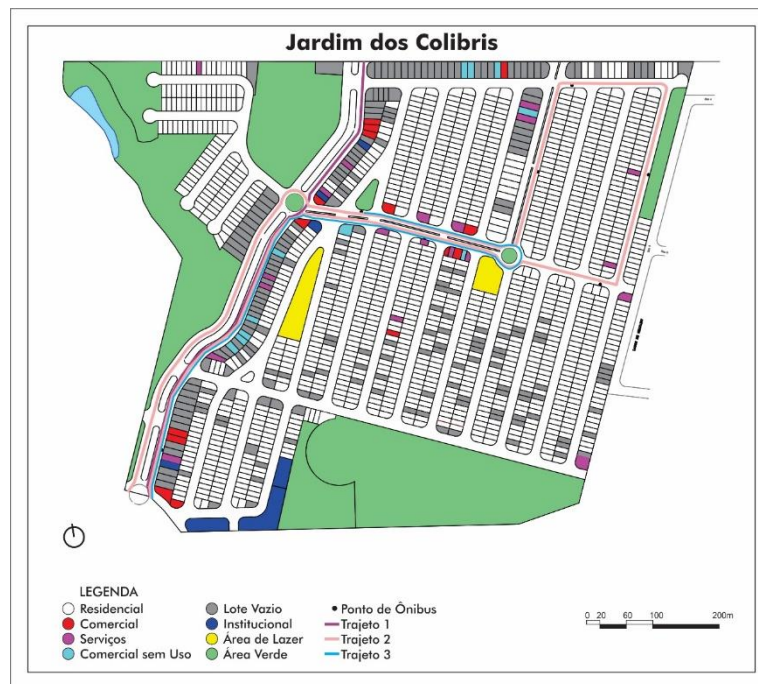 Jardim dos Colibris
LEGENDA
Residencial
Comercial
Serviços
Comercial sem Uso
Lote Vazio
Institucional
Área de Lazer
Área Verde
Ponto de Ônibus
Trajeto 1
Trajeto 2
Trajeto 3
0 20 60 100 200m